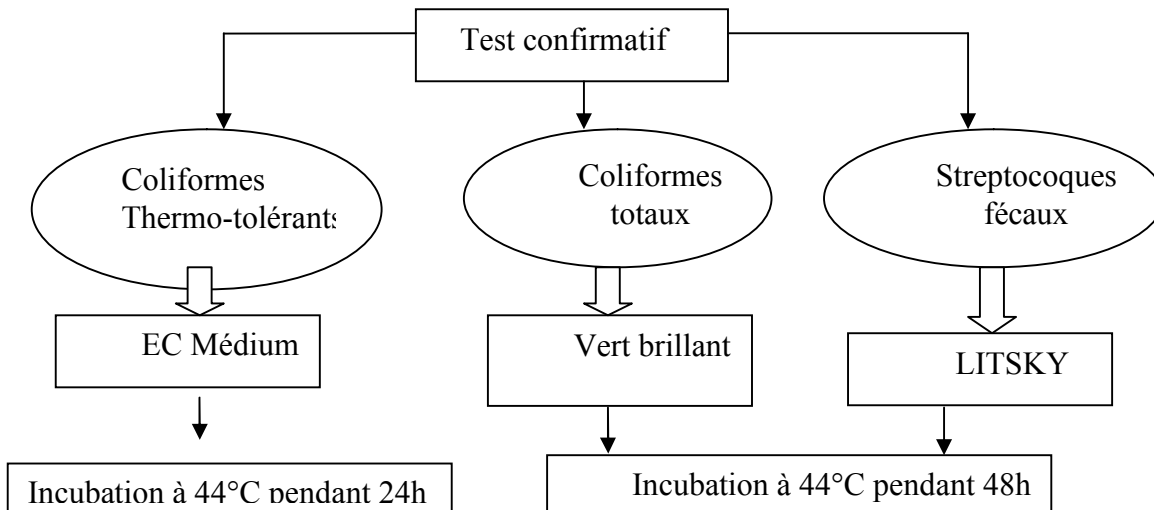 Test confirmatif
Coliformes
Thermo-tolérants
Coliformes
totaux
Streptocoques
fécaux
EC Médium
Vert brillant
LITSKY
Incubation à 44°C pendant 24h
Incubation à 44°C pendant 48h